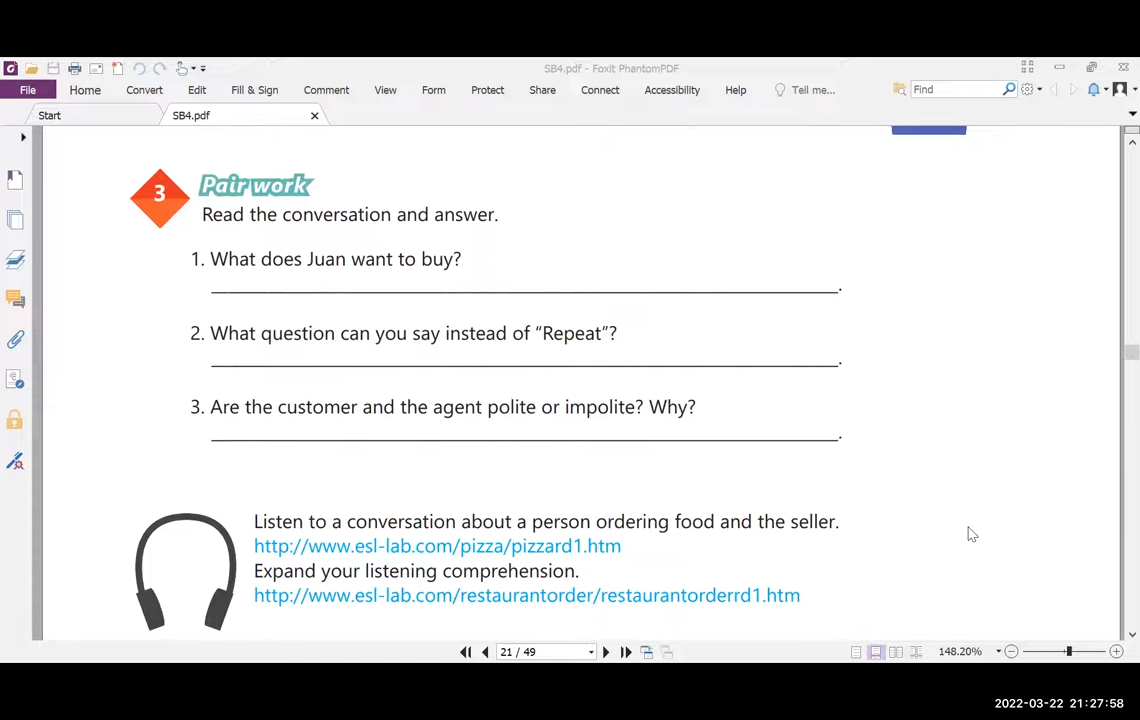 SB4.pdf - Foxit PhantomPDF
File Home Convert Edit Fill & Sign Comment View Form Protect Share Connect Accessibility Help Tell me... Find
Start SB4.pdf
3 Pair work
Read the conversation and answer.
1. What does Juan want to buy?
_____.
2. What question can you say instead of “Repeat”?
_____.
3. Are the customer and the agent polite or impolite? Why?
_____.
Listen to a conversation about a person ordering food and the seller.
http://www.esl-lab.com/pizza/pizzard1.htm
Expand your listening comprehension.
http://www.esl-lab.com/restaurantorder/restaurantorderrd1.htm
21 / 49 148.20%
2022-03-22 21:27:58